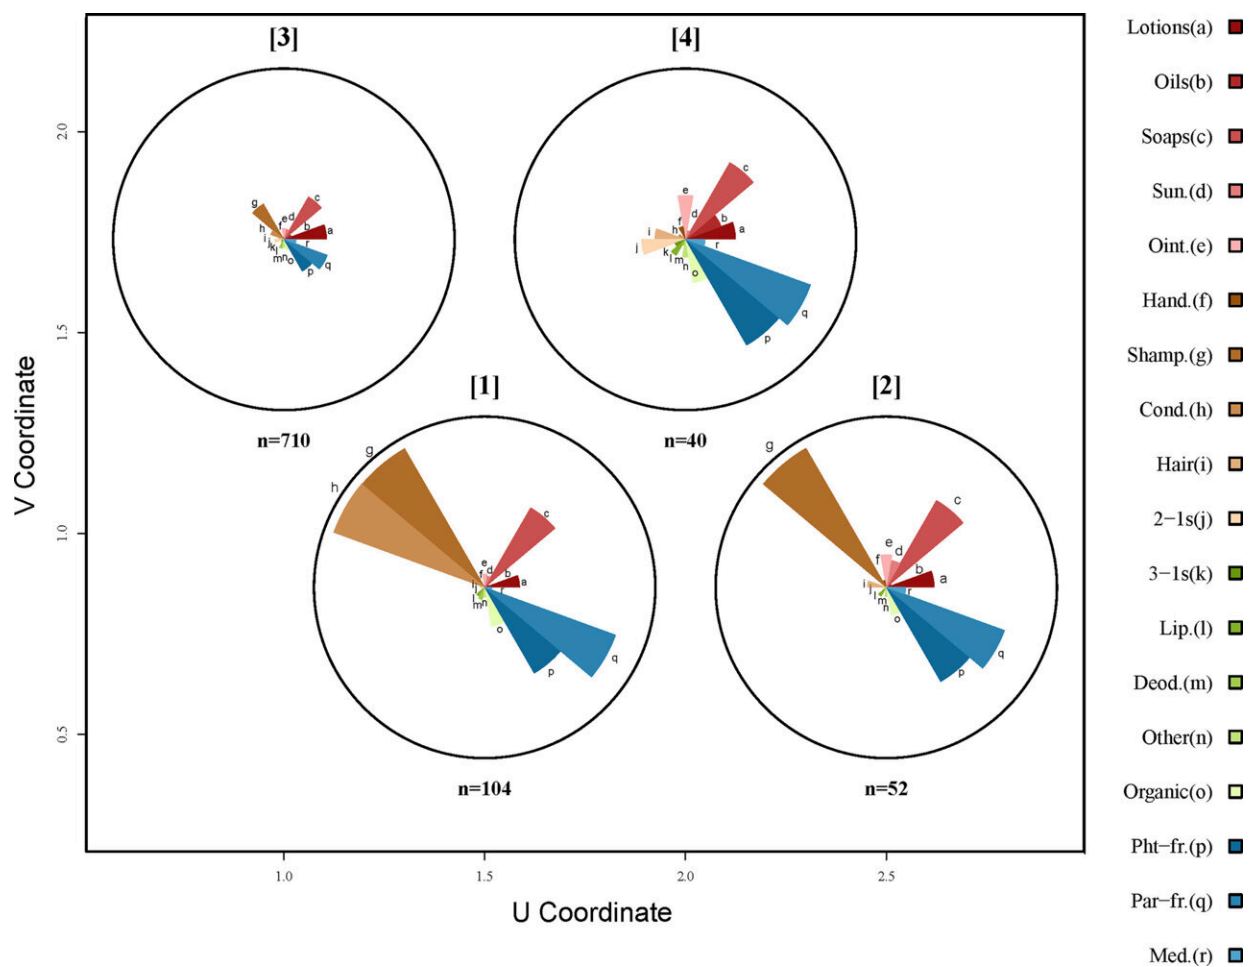 [3]
[4]
g
c
e
d
b
a
f
h
i
j
k
l
m
n
o
r
q
p
n=710
c
e
d
b
a
f
h
i
j
k
l
m
n
o
r
q
p
n=40
[1]
[2]
g
h
c
e
d
b
a
f
i
j
l
m
n
r
o
q
p
n=104
g
c
e
d
f
b
a
i
j
l
m
n
o
r
q
p
n=52
2.0
1.5
1.0
0.5
V Coordinate
1.0
1.5
2.0
2.5
U Coordinate
Lotions(a)
Oils(b)
Soaps(c)
Sun.(d)
Oint.(e)
Hand.(f)
Shamp.(g)
Cond.(h)
Hair(i)
2−1s(j)
3−1s(k)
Lip.(l)
Deod.(m)
Other(n)
Organic(o)
Pht−fr.(p)
Par−fr.(q)
Med.(r)